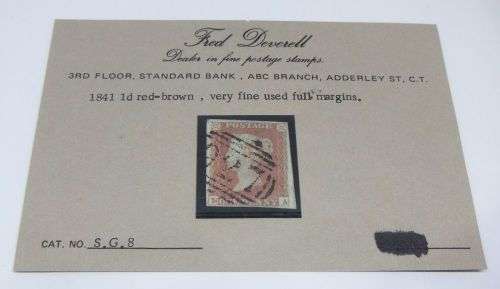 Fred Deverell
Dealer in fine postage stamps.
3RD FLOOR, STANDARD BANK, ABC BRANCH, ADDERLEY ST, C.T.
1841 1d red-brown , very fine used full margins.
POSTAGE
A
CAT. NO. S.G.8